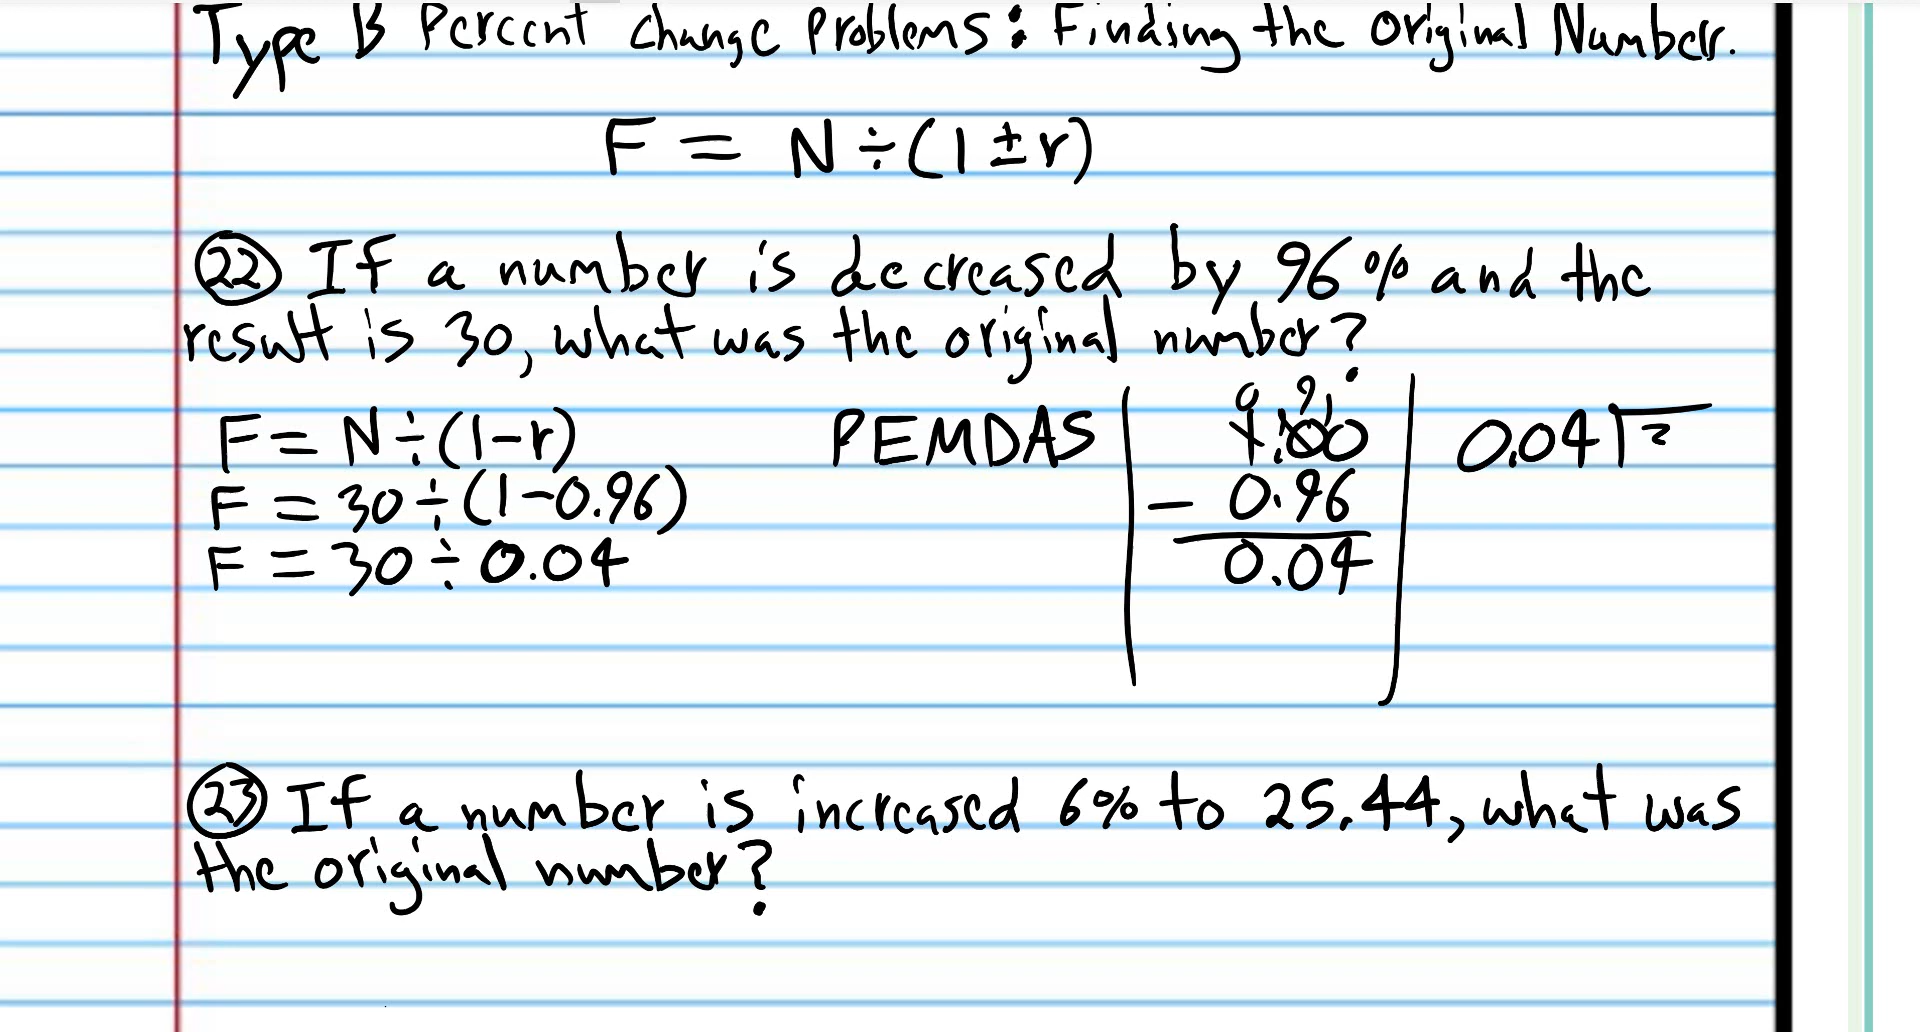 Type B Percent Change Problems: Finding the Original Number.
F = N ÷ (1 ± r)
22 If a number is decreased by 96% and the
result is 30, what was the original number?
F = N ÷ (1 - r)
F = 30 ÷ (1 - 0.96)
F = 30 ÷ 0.04
PEMDAS
0 9 1
1.00
- 0.96
0.04
0.04
23 If a number is increased 6% to 25.44, what was
the original number?